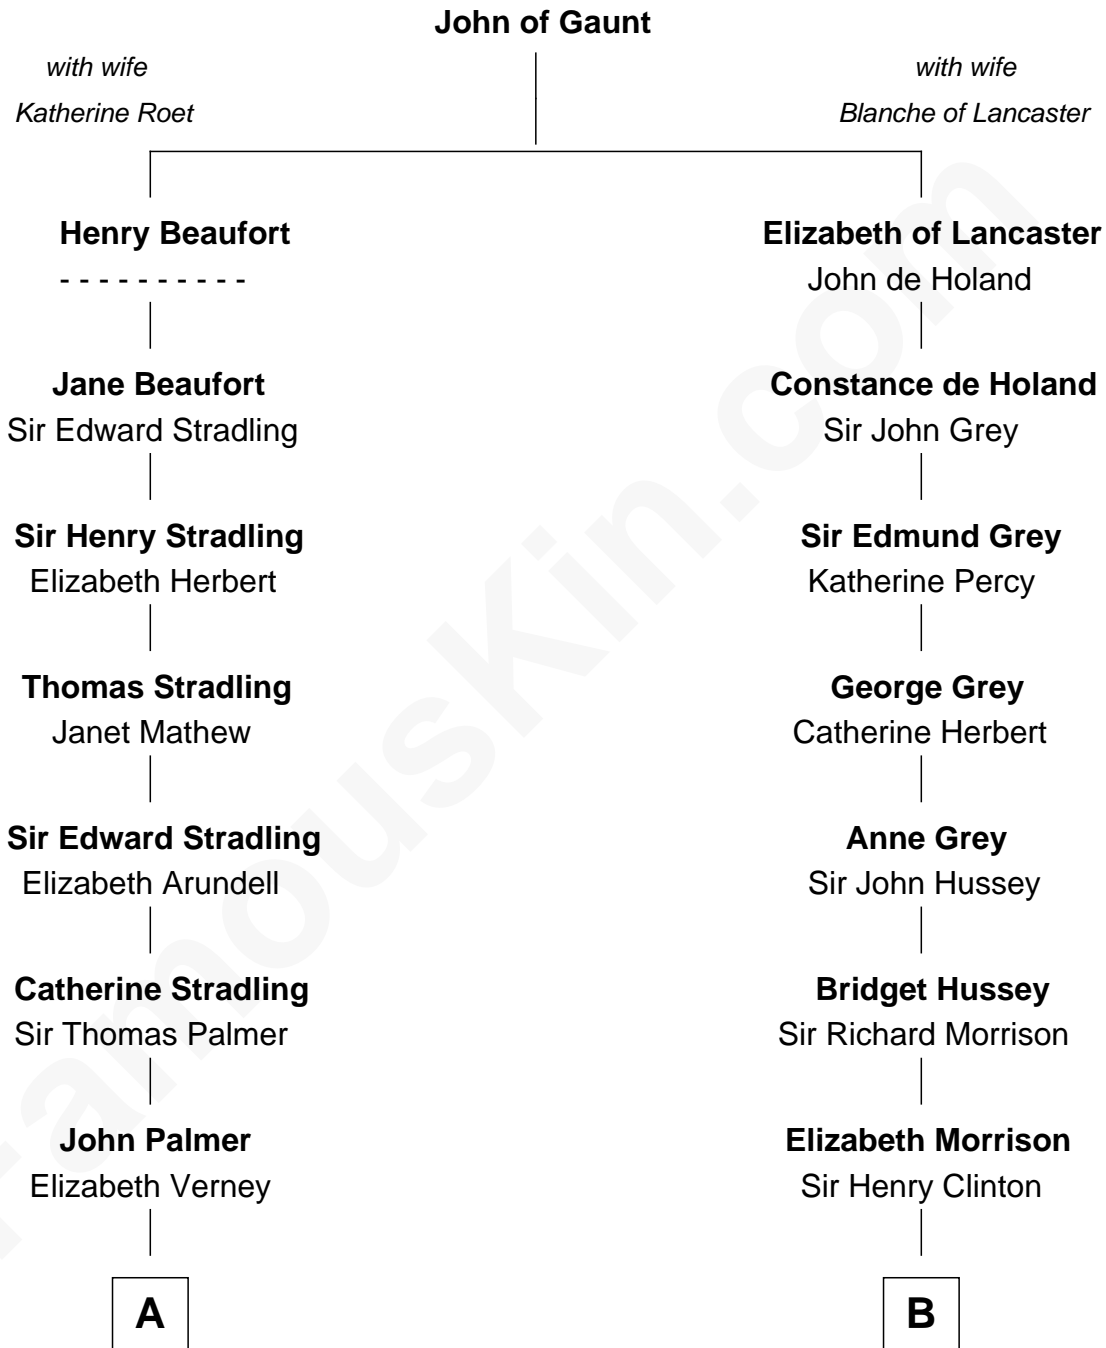 John of Gaunt
with wife
Katherine Roet
with wife
Blanche of Lancaster
Henry Beaufort
- - - - - - - - - -
Jane Beaufort
Sir Edward Stradling
Sir Henry Stradling
Elizabeth Herbert
Thomas Stradling
Janet Mathew
Sir Edward Stradling
Elizabeth Arundell
Catherine Stradling
Sir Thomas Palmer
John Palmer
Elizabeth Verney
A
Elizabeth of Lancaster
John de Holand
Constance de Holand
Sir John Grey
Sir Edmund Grey
Katherine Percy
George Grey
Catherine Herbert
Anne Grey
Sir John Hussey
Bridget Hussey
Sir Richard Morrison
Elizabeth Morrison
Sir Henry Clinton
B
FamousKin.com